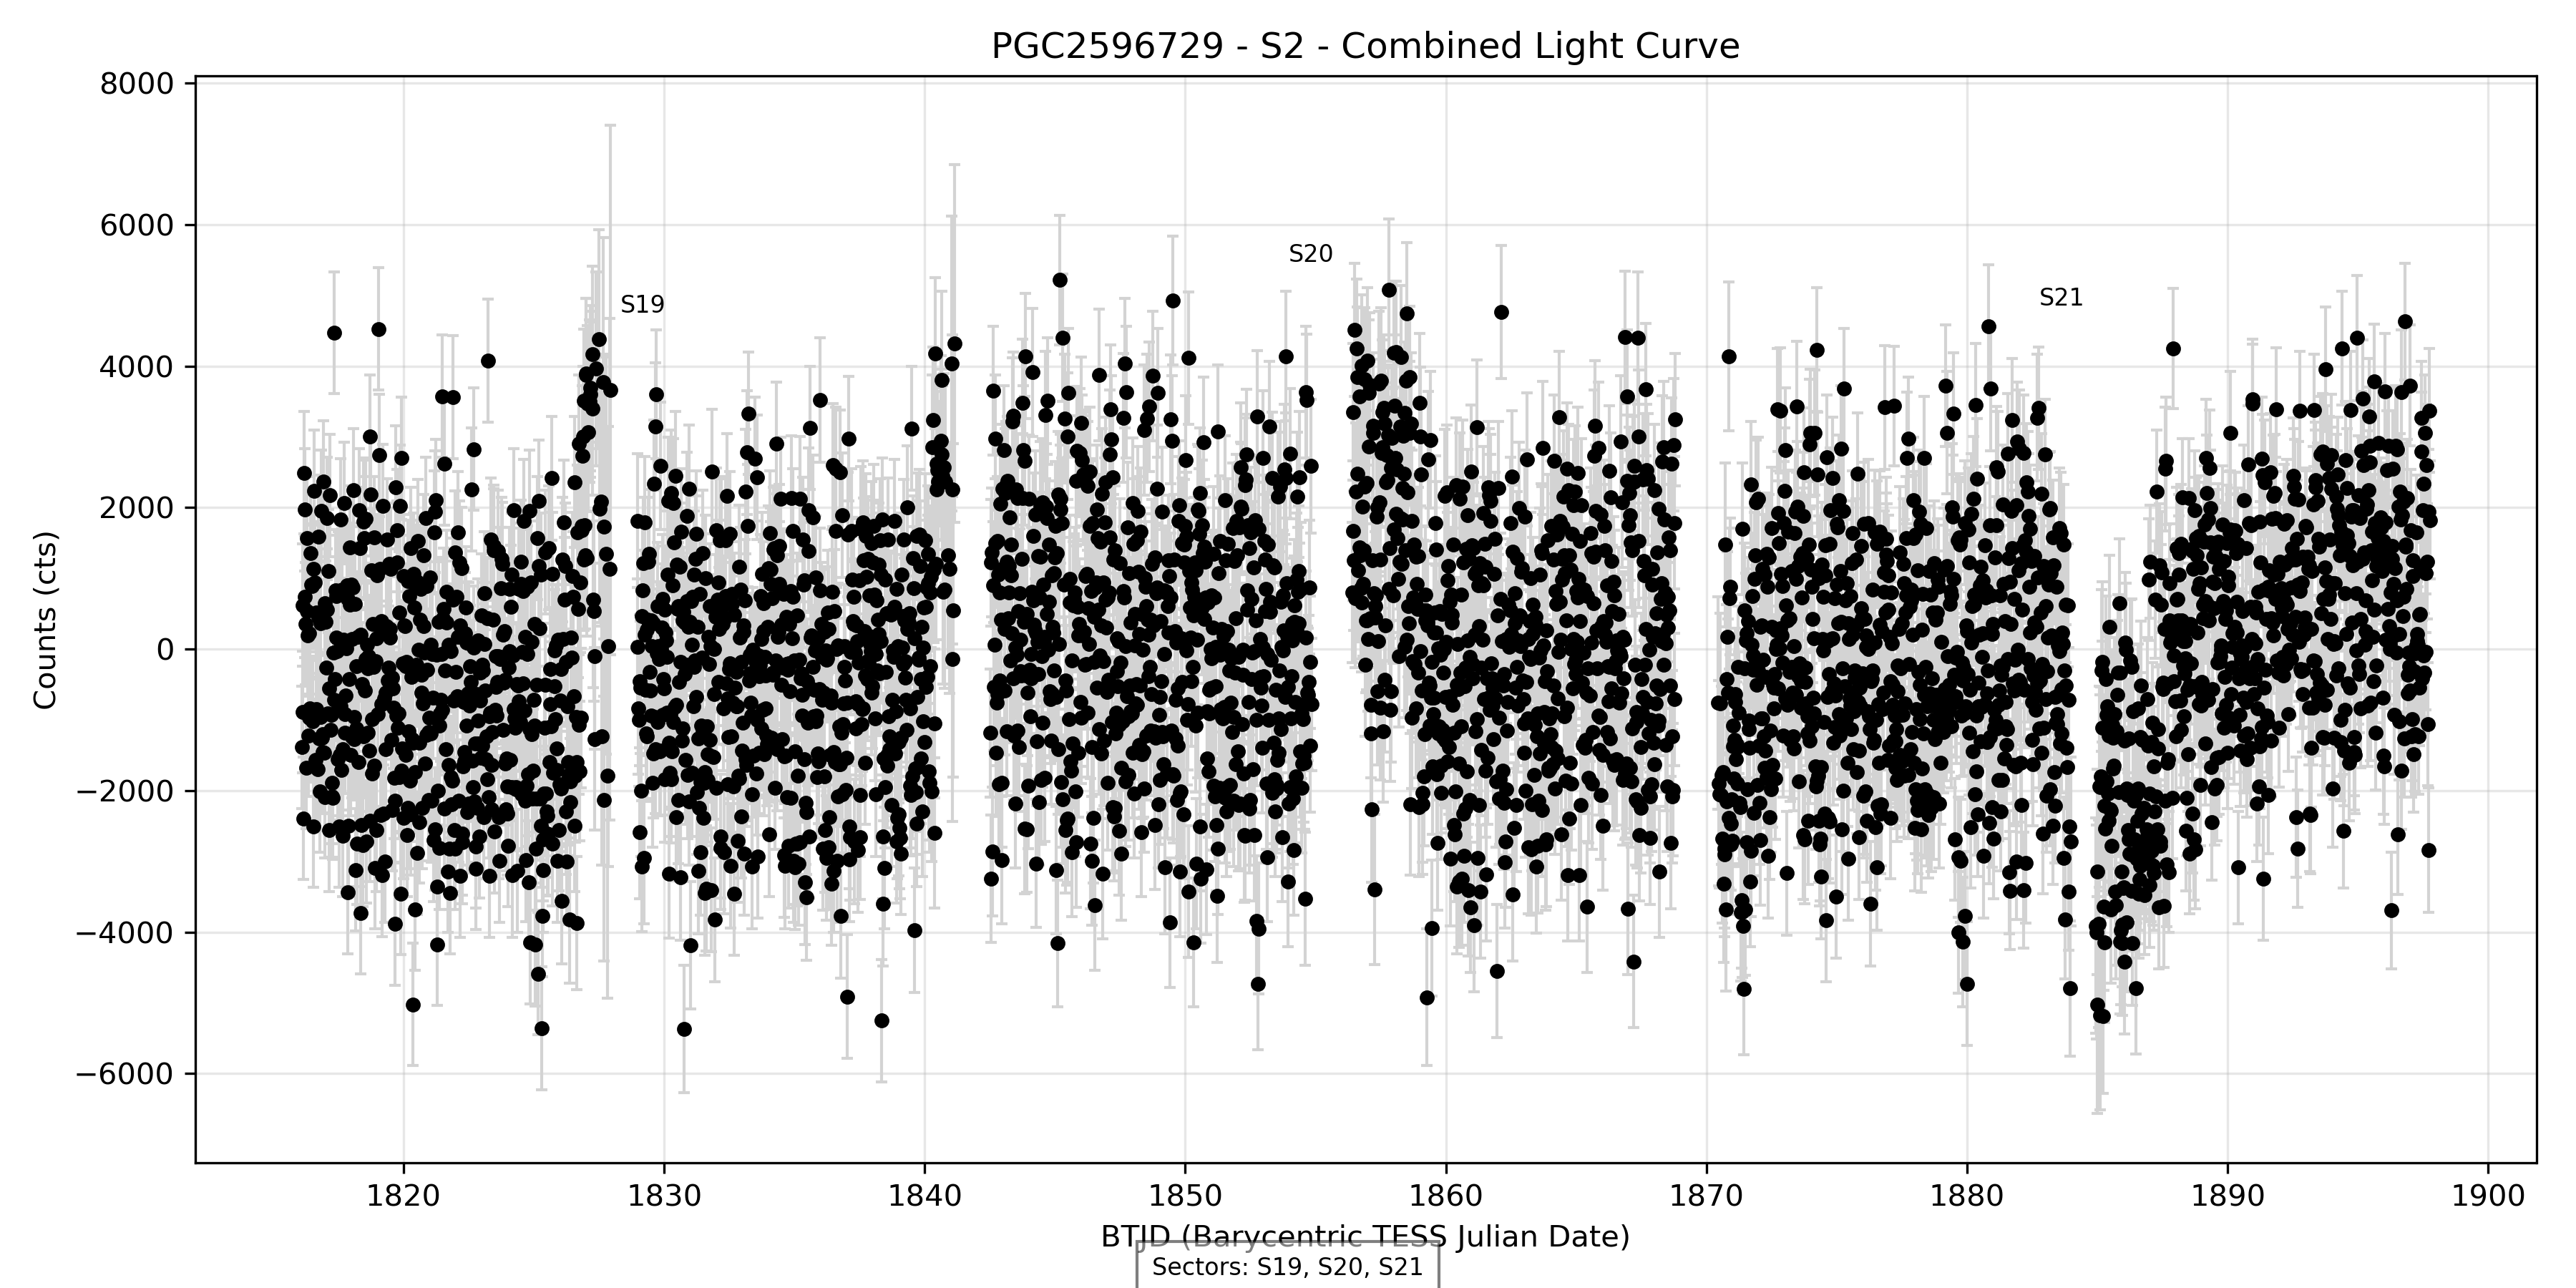 PGC2596729 - S2 - Combined Light Curve
8000
6000
4000
2000
0
−2000
−4000
−6000
Counts (cts)
S19
S20
S21
1820 1830 1840 1850 1860 1870 1880 1890 1900
BTJD (Barycentric TESS Julian Date)
Sectors: S19, S20, S21